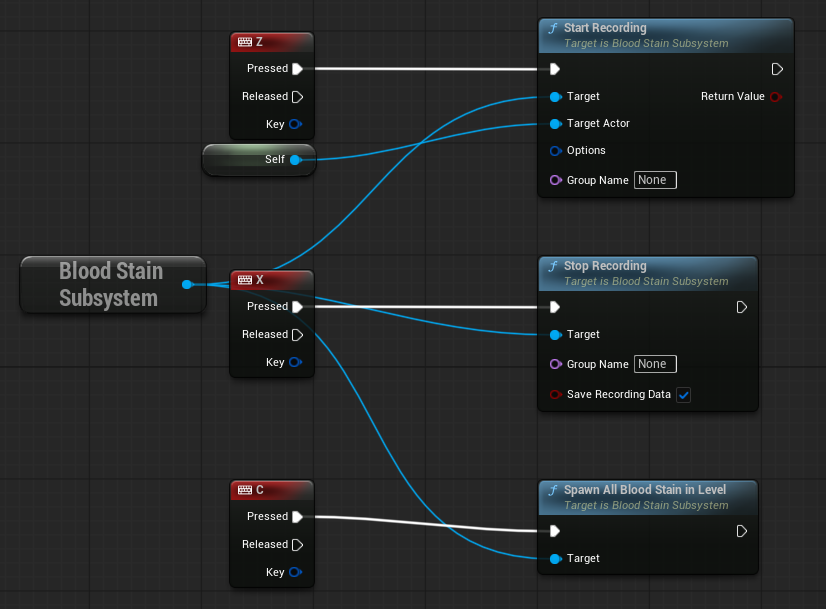 Z
Pressed
Released
Key
Self
Start Recording
Target is Blood Stain Subsystem
Target
Return Value
Target Actor
Options
Group Name
None
Blood Stain
Subsystem
X
Pressed
Released
Key
Stop Recording
Target is Blood Stain Subsystem
Target
Group Name
None
Save Recording Data
C
Pressed
Released
Key
Spawn All Blood Stain in Level
Target is Blood Stain Subsystem
Target